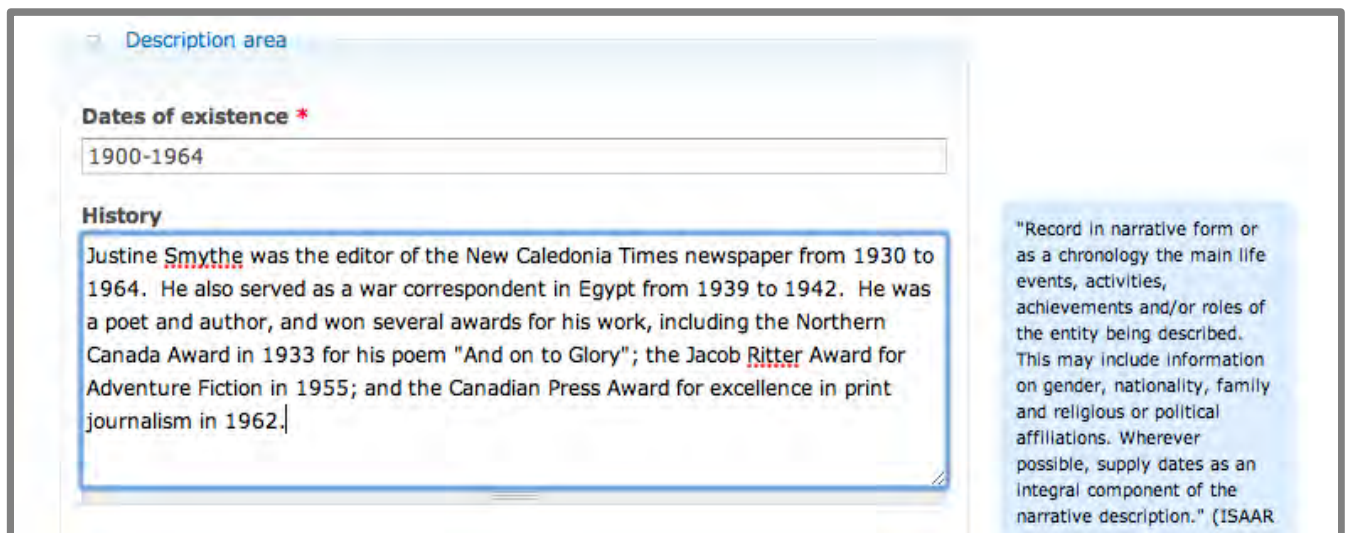 Description area
Dates of existence *
1900-1964
History
Justine Smythe was the editor of the New Caledonia Times newspaper from 1930 to
1964.  He also served as a war correspondent in Egypt from 1939 to 1942.  He was
a poet and author, and won several awards for his work, including the Northern
Canada Award in 1933 for his poem "And on to Glory"; the Jacob Ritter Award for
Adventure Fiction in 1955; and the Canadian Press Award for excellence in print
journalism in 1962.
"Record in narrative form or
as a chronology the main life
events, activities,
achievements and/or roles of
the entity being described.
This may include information
on gender, nationality, family
and religious or political
affiliations. Wherever
possible, supply dates as an
integral component of the
narrative description." (ISAAR